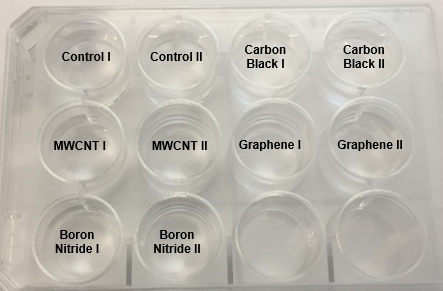 Control I
Control II
Carbon
Black I
Carbon
Black II
MWCNT I
MWCNT II
Graphene I
Graphene II
Boron
Nitride I
Boron
Nitride II